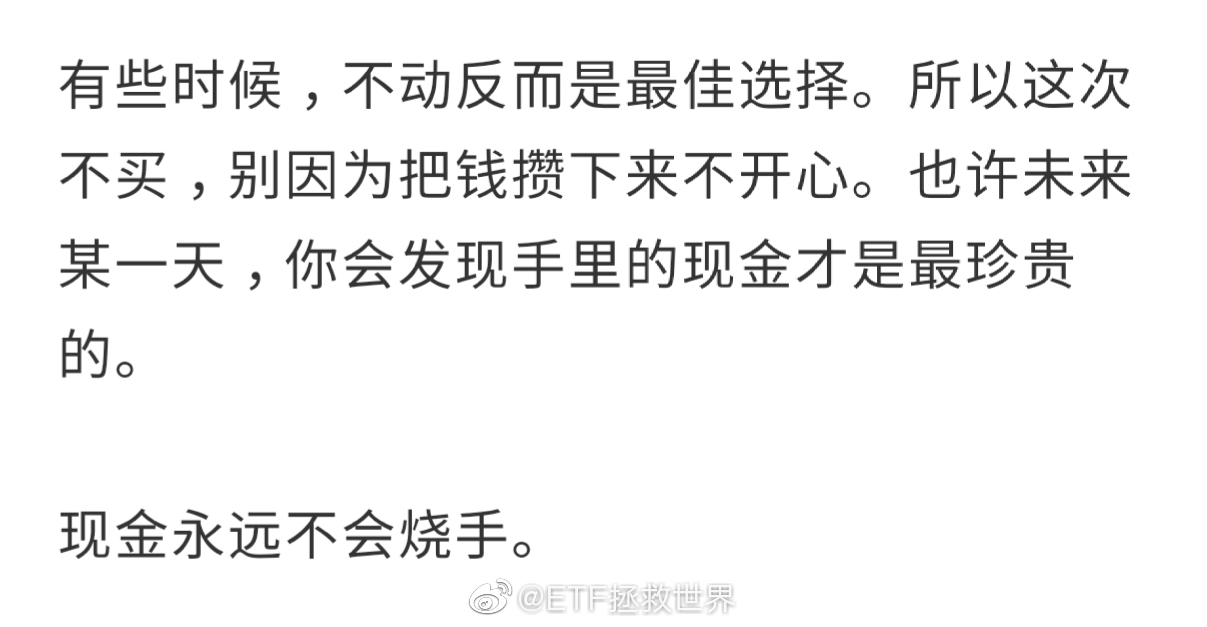 有些时候，不动反而是最佳选择。所以这次
不买，别因为把钱攒下来不开心。也许未来
某一天，你会发现手里的现金才是最珍贵
的。
现金永远不会烧手。
@ETF拯救世界